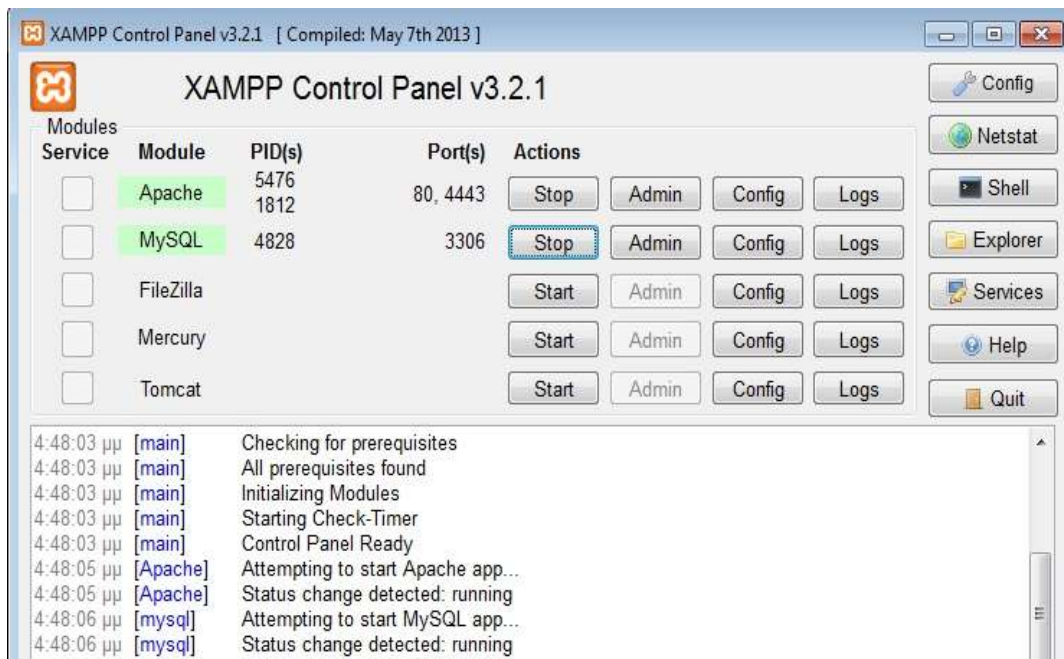 XAMPP Control Panel v3.2.1 [ Compiled: May 7th 2013 ]
XAMPP Control Panel v3.2.1
Config
Modules
Service Module PID(s) Port(s) Actions
Netstat
Apache 5476 1812 80, 4443 Stop Admin Config Logs
Shell
MySQL 4828 3306 Stop Admin Config Logs
Explorer
FileZilla Start Admin Config Logs
Services
Mercury Start Admin Config Logs
Help
Tomcat Start Admin Config Logs
Quit
4:48:03 μμ [main] Checking for prerequisites
4:48:03 μμ [main] All prerequisites found
4:48:03 μμ [main] Initializing Modules
4:48:03 μμ [main] Starting Check-Timer
4:48:03 μμ [main] Control Panel Ready
4:48:05 μμ [Apache] Attempting to start Apache app...
4:48:05 μμ [Apache] Status change detected: running
4:48:06 μμ [mysql] Attempting to start MySQL app...
4:48:06 μμ [mysql] Status change detected: running